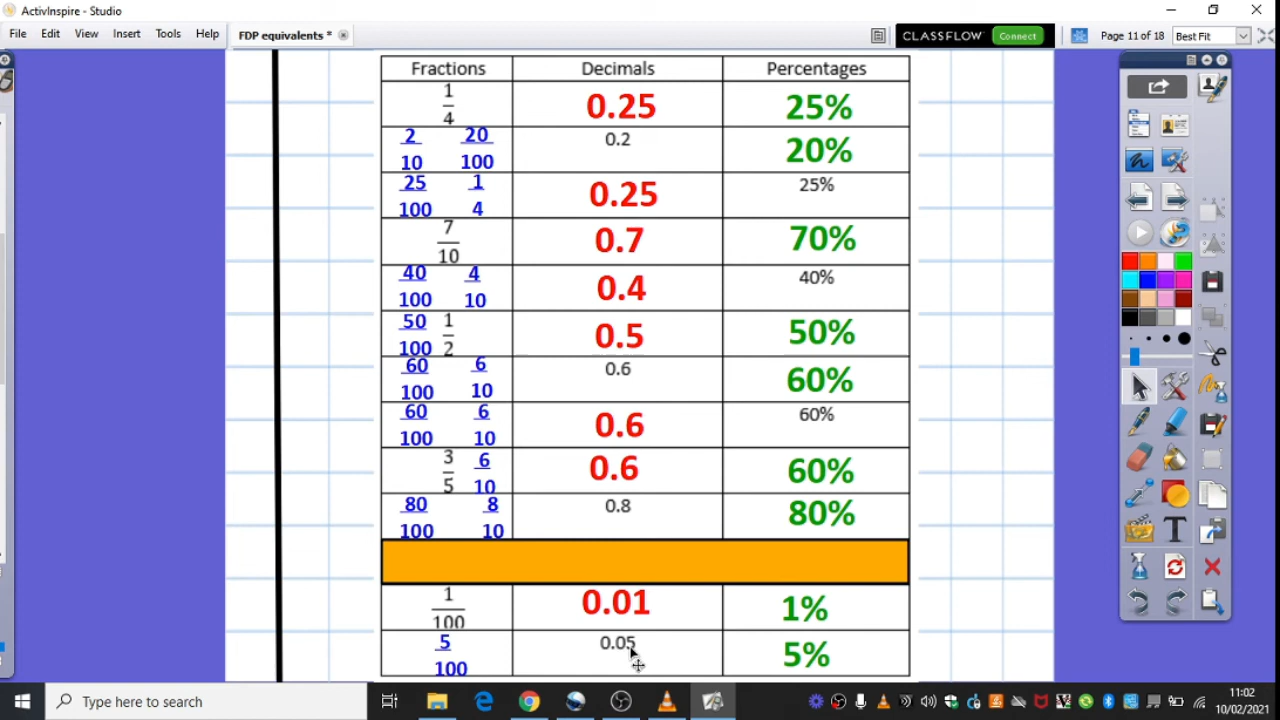 ActivInspire - Studio
File Edit View Insert Tools Help FDP equivalents * CLASSFLOW Connect Page 11 of 18 Best Fit
Fractions Decimals Percentages
1/4 0.25 25%
2/10 20/100 0.2 20%
25/100 1/4 0.25 25%
7/10 0.7 70%
40/100 4/10 0.4 40%
50/100 1/2 0.5 50%
60/100 6/10 0.6 60%
60/100 6/10 0.6 60%
3/5 6/10 0.6 60%
80/100 8/10 0.8 80%
1/100 0.01 1%
5/100 0.05 5%
Type here to search
11:02
10/02/2021